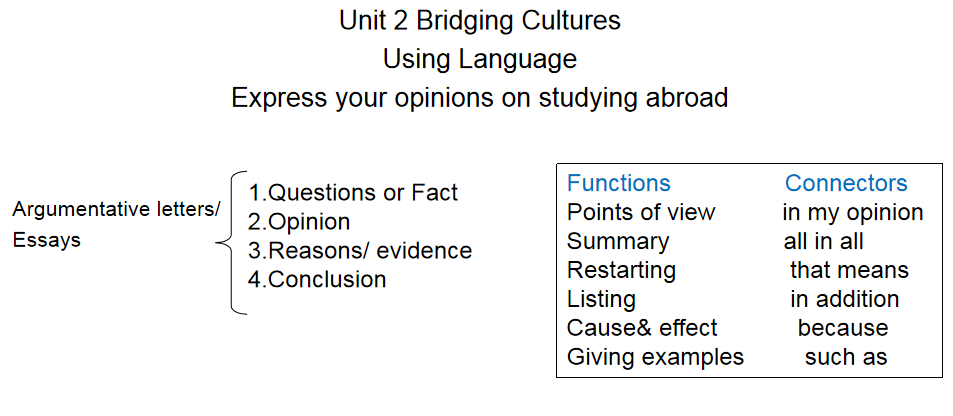 Unit 2 Bridging Cultures
Using Language
Express your opinions on studying abroad
Argumentative letters/
Essays
1.Questions or Fact
2.Opinion
3.Reasons/ evidence
4.Conclusion
Functions Connectors
Points of view in my opinion
Summary all in all
Restarting that means
Listing in addition
Cause& effect because
Giving examples such as